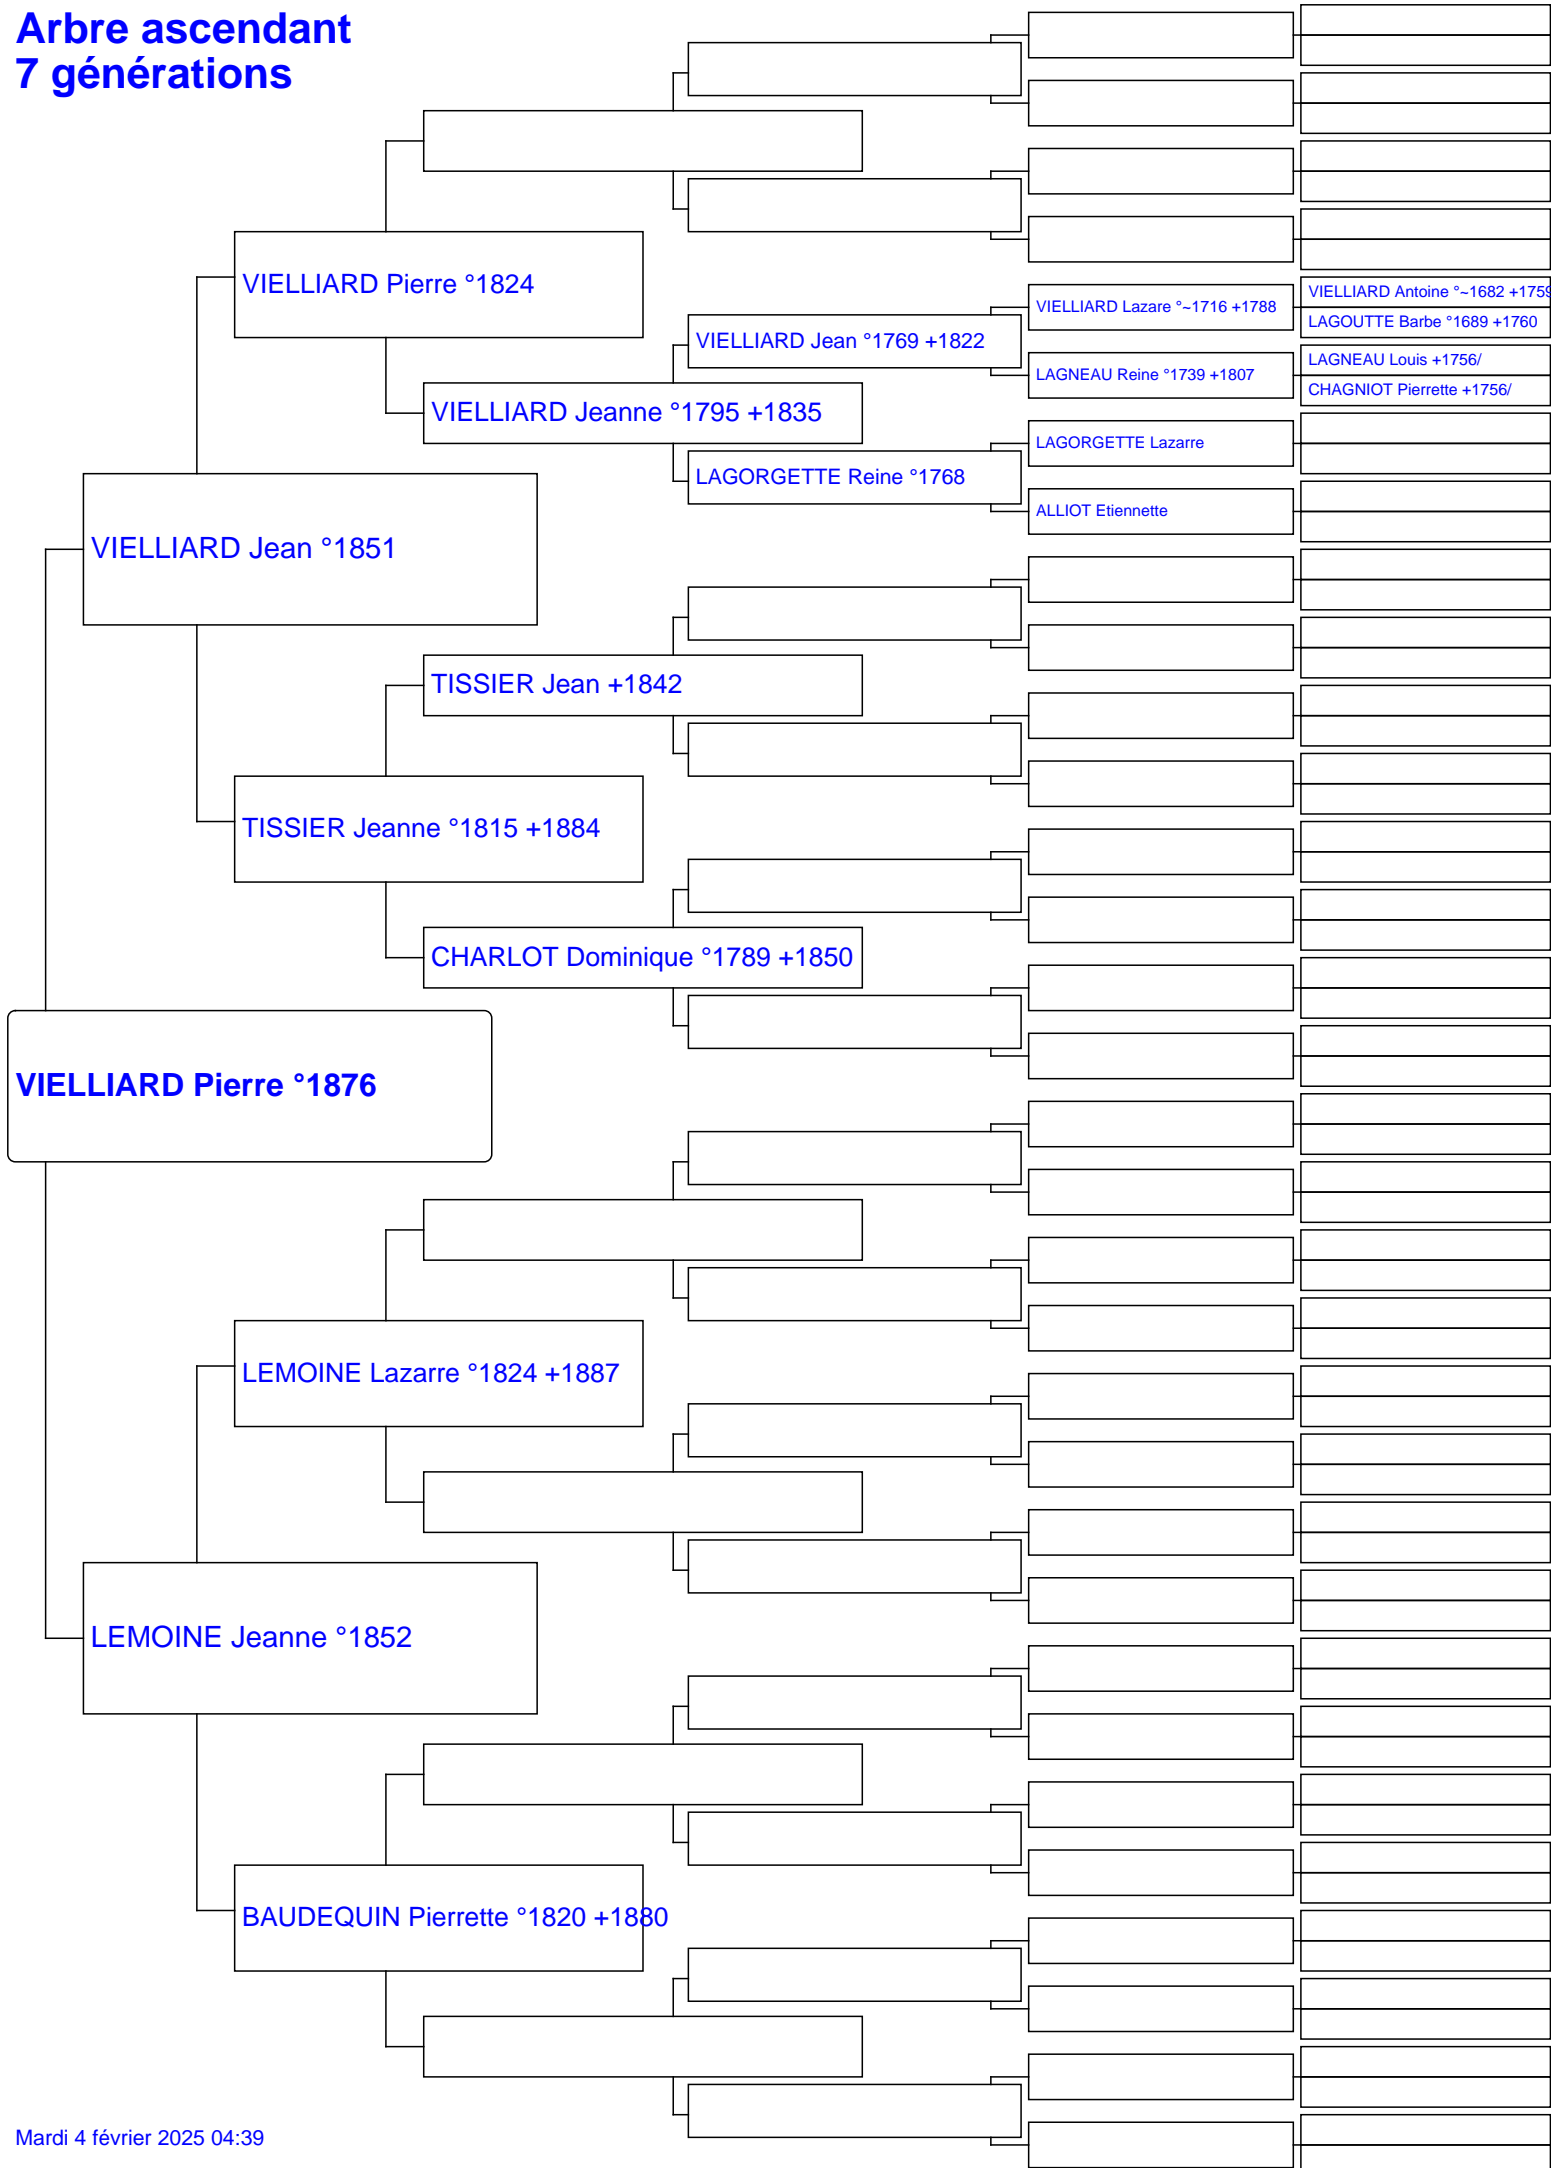 Arbre ascendant
7 générations
VIELLIARD Pierre °1824
VIELLIARD Antoine °~1682 +1759
VIELLIARD Lazare °~1716 +1788
LAGOUTTE Barbe °1689 +1760
VIELLIARD Jean °1769 +1822
LAGNEAU Louis +1756/
LAGNEAU Reine °1739 +1807
CHAGNIOT Pierrette +1756/
VIELLIARD Jeanne °1795 +1835
LAGORGETTE Lazarre
LAGORGETTE Reine °1768
ALLIOT Etiennette
VIELLIARD Jean °1851
TISSIER Jean +1842
TISSIER Jeanne °1815 +1884
CHARLOT Dominique °1789 +1850
VIELLIARD Pierre °1876
LEMOINE Lazarre °1824 +1887
LEMOINE Jeanne °1852
BAUDEQUIN Pierrette °1820 +1880
Mardi 4 février 2025 04:39